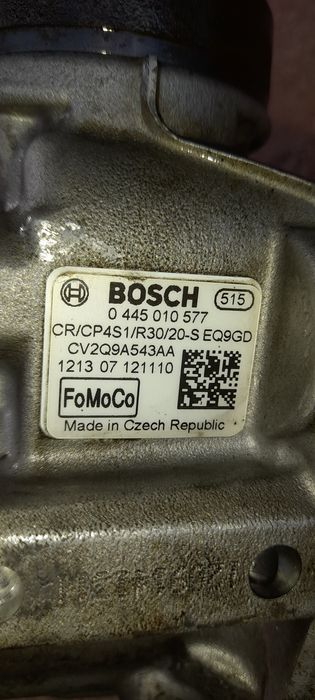 BOSCH 515
0 445 010 577
CR/CP4S1/R30/20-S EQ9GD
CV2Q9A543AA
1213 07 121110
FoMoCo
Made in Czech Republic